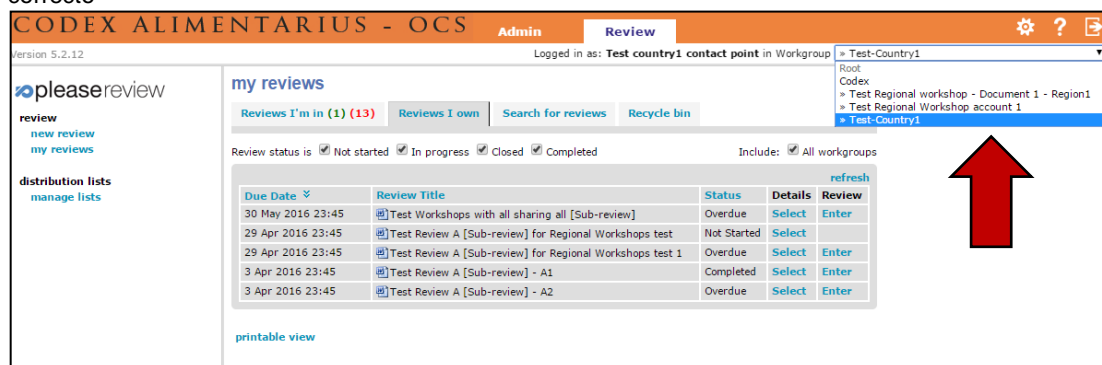 corrects
CODEX ALIMENTARIUS - OCS Admin Review ?
Version 5.2.12 Logged in as: Test country1 contact point in Workgroup » Test-Country1
Root
Codex
» Test Regional workshop - Document 1 - Region1
» Test Regional Workshop account 1
» Test-Country1
pleasereview
review
new review
my reviews
distribution lists
manage lists
my reviews
Reviews I'm in (1) (13) Reviews I own Search for reviews Recycle bin
Review status is Not started In progress Closed Completed Include: All workgroups
refresh
Due Date Review Title Status Details Review
30 May 2016 23:45 Test Workshops with all sharing all [Sub-review] Overdue Select Enter
29 Apr 2016 23:45 Test Review A [Sub-review] for Regional Workshops test Not Started Select
29 Apr 2016 23:45 Test Review A [Sub-review] for Regional Workshops test 1 Overdue Select Enter
3 Apr 2016 23:45 Test Review A [Sub-review] - A1 Completed Select Enter
3 Apr 2016 23:45 Test Review A [Sub-review] - A2 Overdue Select Enter
printable view